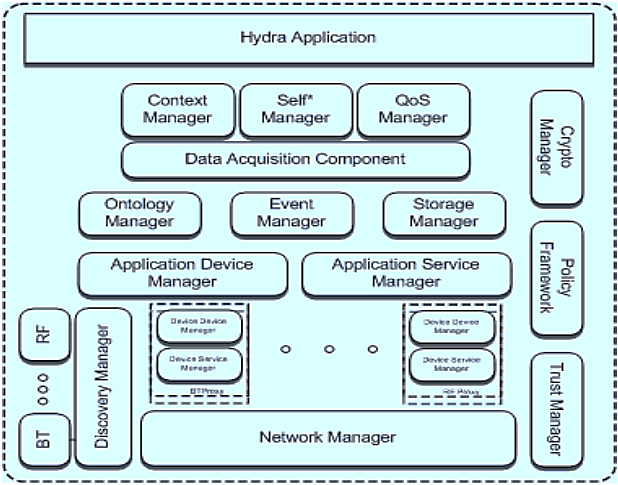 Hydra Application
Context
Manager
Self*
Manager
QoS
Manager
Data Acquisition Component
Ontology
Manager
Event
Manager
Storage
Manager
Application Device
Manager
Application Service
Manager
Crypto
Manager
Policy
Framework
Trust Manager
RF
BT
Discovery Manager
Device Device
Manager
Device Service
Manager
BTProxy
Device Device
Manager
Device Service
Manager
RF Proxy
Network Manager